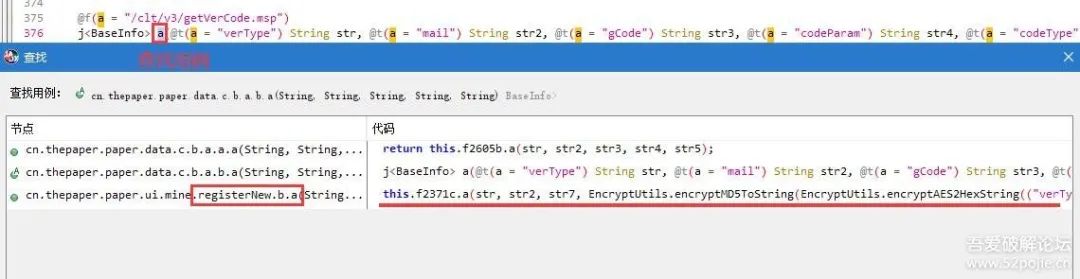 375 @f(a = "/clt/v3/getVerCode.msp")
376 j<BaseInfo> a(@t(a = "verType") String str, @t(a = "mail") String str2, @t(a = "gCode") String str3, @t(a = "codeParam") String str4, @t(a = "codeType"
查找
查找用例： cn.thepaper.paper.data.c.b.a.b.a(String, String, String, String, String) BaseInfo>
节点 代码
cn.thepaper.paper.data.c.b.a.a.a(String, String,... return this.f2605b.a(str, str2, str3, str4, str5);
cn.thepaper.paper.data.c.b.a.b.a(String, String,... j<BaseInfo> a(@t(a = "verType") String str, @t(a = "mail") String str2, @t(a = "gCode") String str3, @t(
cn.thepaper.paper.ui.mine.registerNew.b.a(String... this.f2371c.a(str, str2, str7, EncryptUtils.encryptMD5ToString(EncryptUtils.encryptAES2HexString(("verTy
吾爱破解论坛
www.52pojie.cn